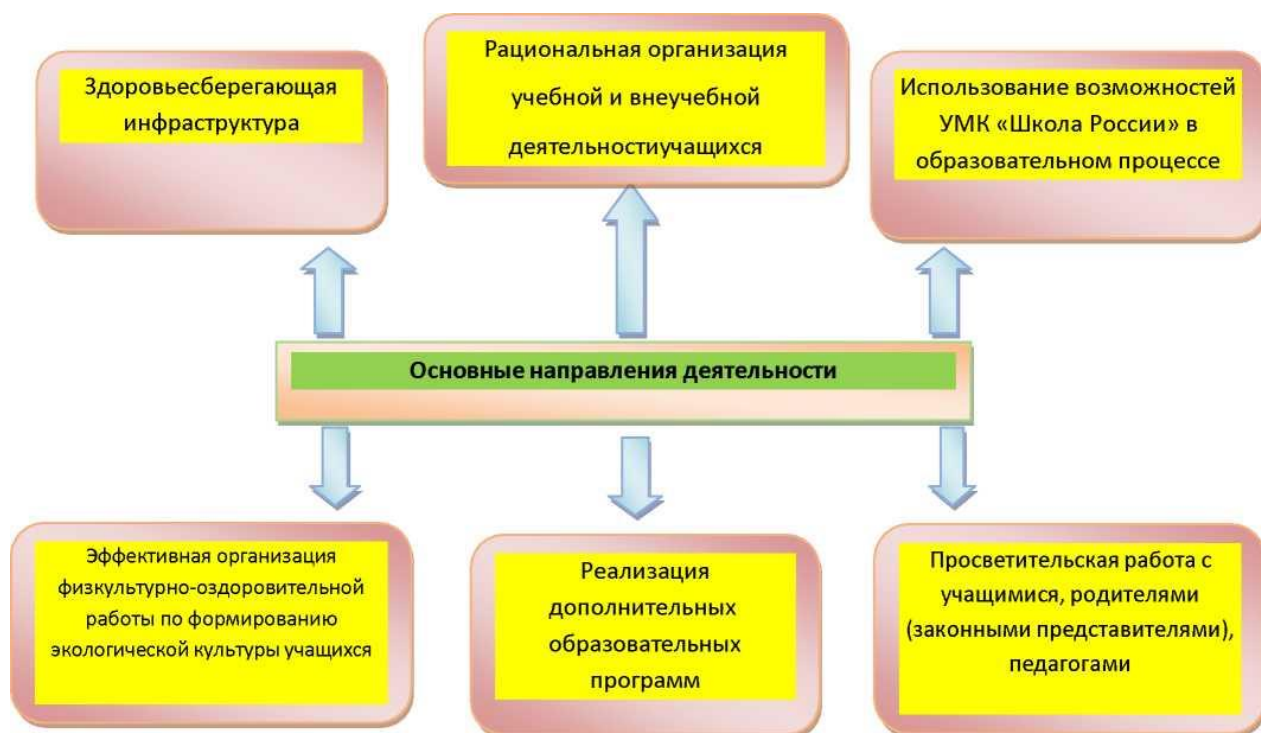 Здоровьесберегающая
инфраструктура
Рациональная организация
учебной и внеучебной
деятельностиучащихся
Использование возможностей
УМК «Школа России» в
образовательном процессе
Основные направления деятельности
Эффективная организация
физкультурно-оздоровительной
работы по формированию
экологической культуры учащихся
Реализация
дополнительных
образовательных
программ
Просветительская работа с
учащимися, родителями
(законными представителями),
педагогами